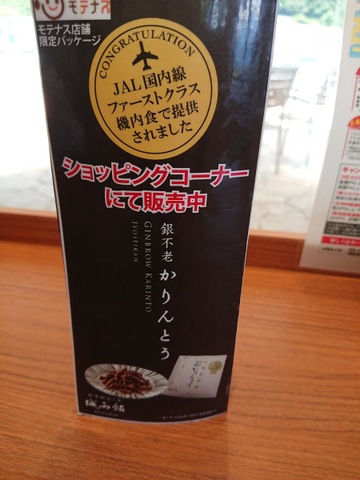 モテナス
モテナス店舗
限定パッケージ
CONGRATULATION
JAL国内線
ファーストクラス
機内食で提供
されました
ショッピングコーナー
にて販売中
銀不老
かりんとう
GINBROW KARINTO
JYOSEIKAN